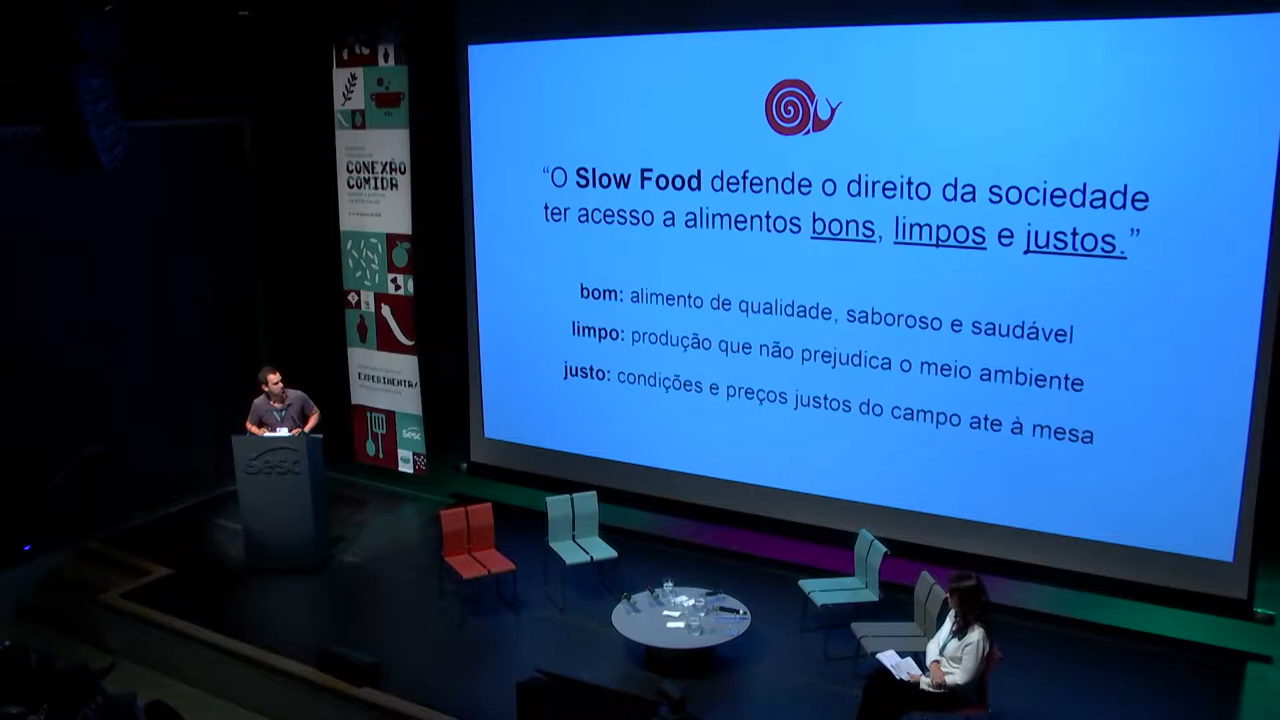 CONEXÃO
COMIDA
EXPERIMENTA!
Sesc
Sesc
“O Slow Food defende o direito da sociedade
ter acesso a alimentos bons, limpos e justos.”
bom: alimento de qualidade, saboroso e saudável
limpo: produção que não prejudica o meio ambiente
justo: condições e preços justos do campo ate à mesa